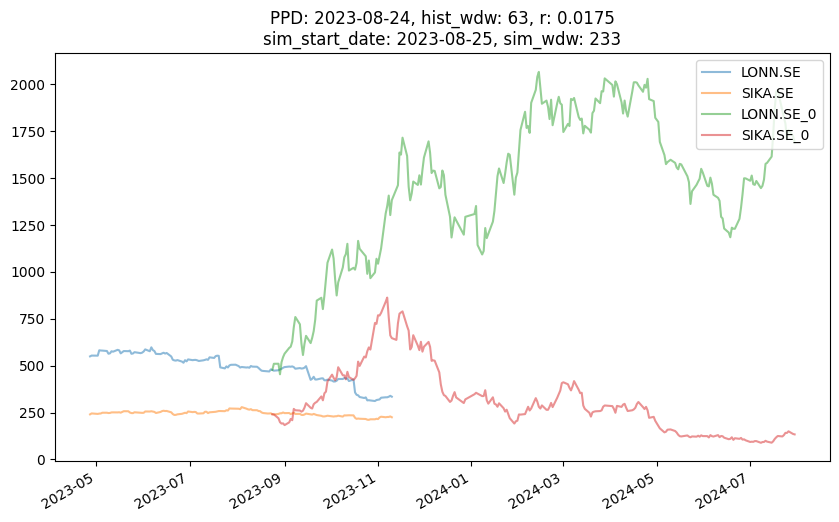 PPD: 2023-08-24, hist_wdw: 63, r: 0.0175
sim_start_date: 2023-08-25, sim_wdw: 233
LONN.SE
SIKA.SE
LONN.SE_0
SIKA.SE_0
2000
1750
1500
1250
1000
750
500
250
0
2023-05
2023-07
2023-09
2023-11
2024-01
2024-03
2024-05
2024-07